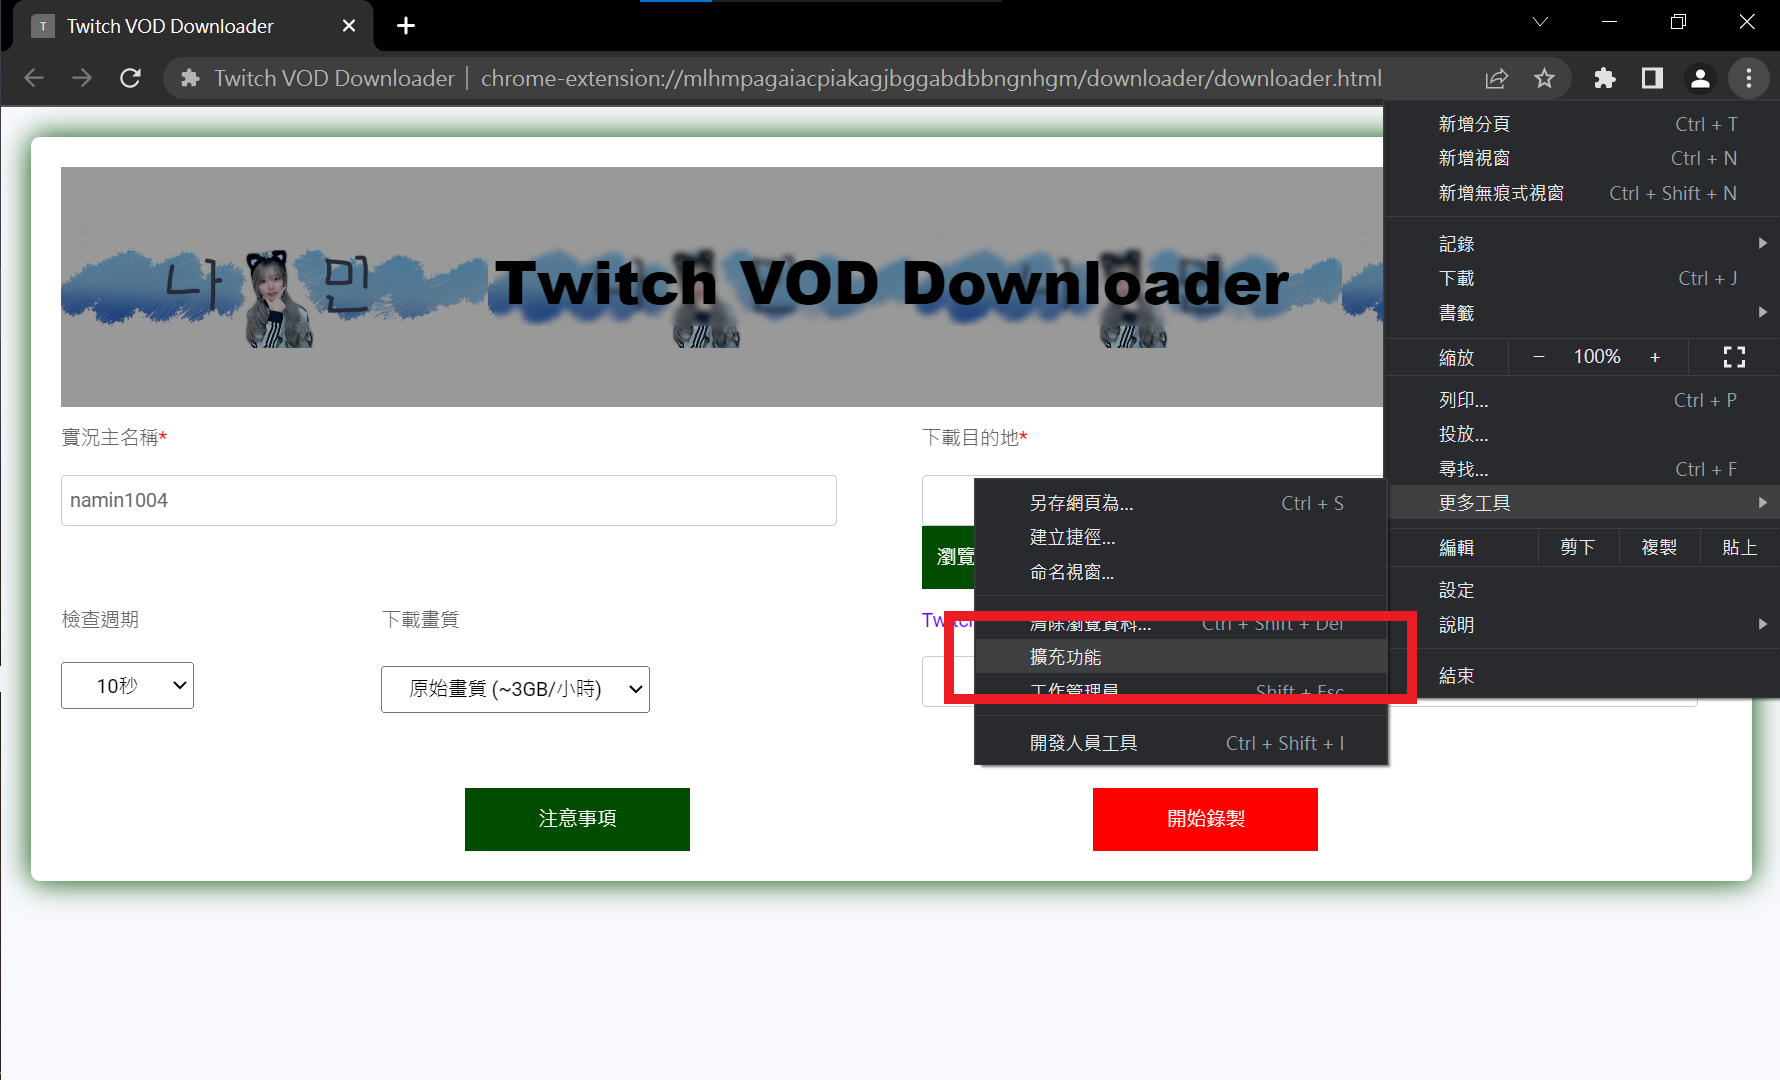 T Twitch VOD Downloader
Twitch VOD Downloader | chrome-extension://mlhmpagaiacpiakagjbggabdbbngnhgm/downloader/downloader.html
新增分頁 Ctrl + T
新增視窗 Ctrl + N
新增無痕式視窗 Ctrl + Shift + N
記錄
下載 Ctrl + J
書籤
縮放 − 100% +
列印... Ctrl + P
投放...
尋找... Ctrl + F
更多工具
編輯 剪下 複製 貼上
設定
說明
結束
另存網頁為... Ctrl + S
建立捷徑...
命名視窗...
清除瀏覽資料... Ctrl + Shift + Del
擴充功能
工作管理員 Shift + Esc
開發人員工具 Ctrl + Shift + I
나 민
Twitch VOD Downloader
實況主名稱*
下載目的地*
namin1004
瀏覽
檢查週期
下載畫質
Twitch
10秒
原始畫質 (~3GB/小時)
注意事項
開始錄製